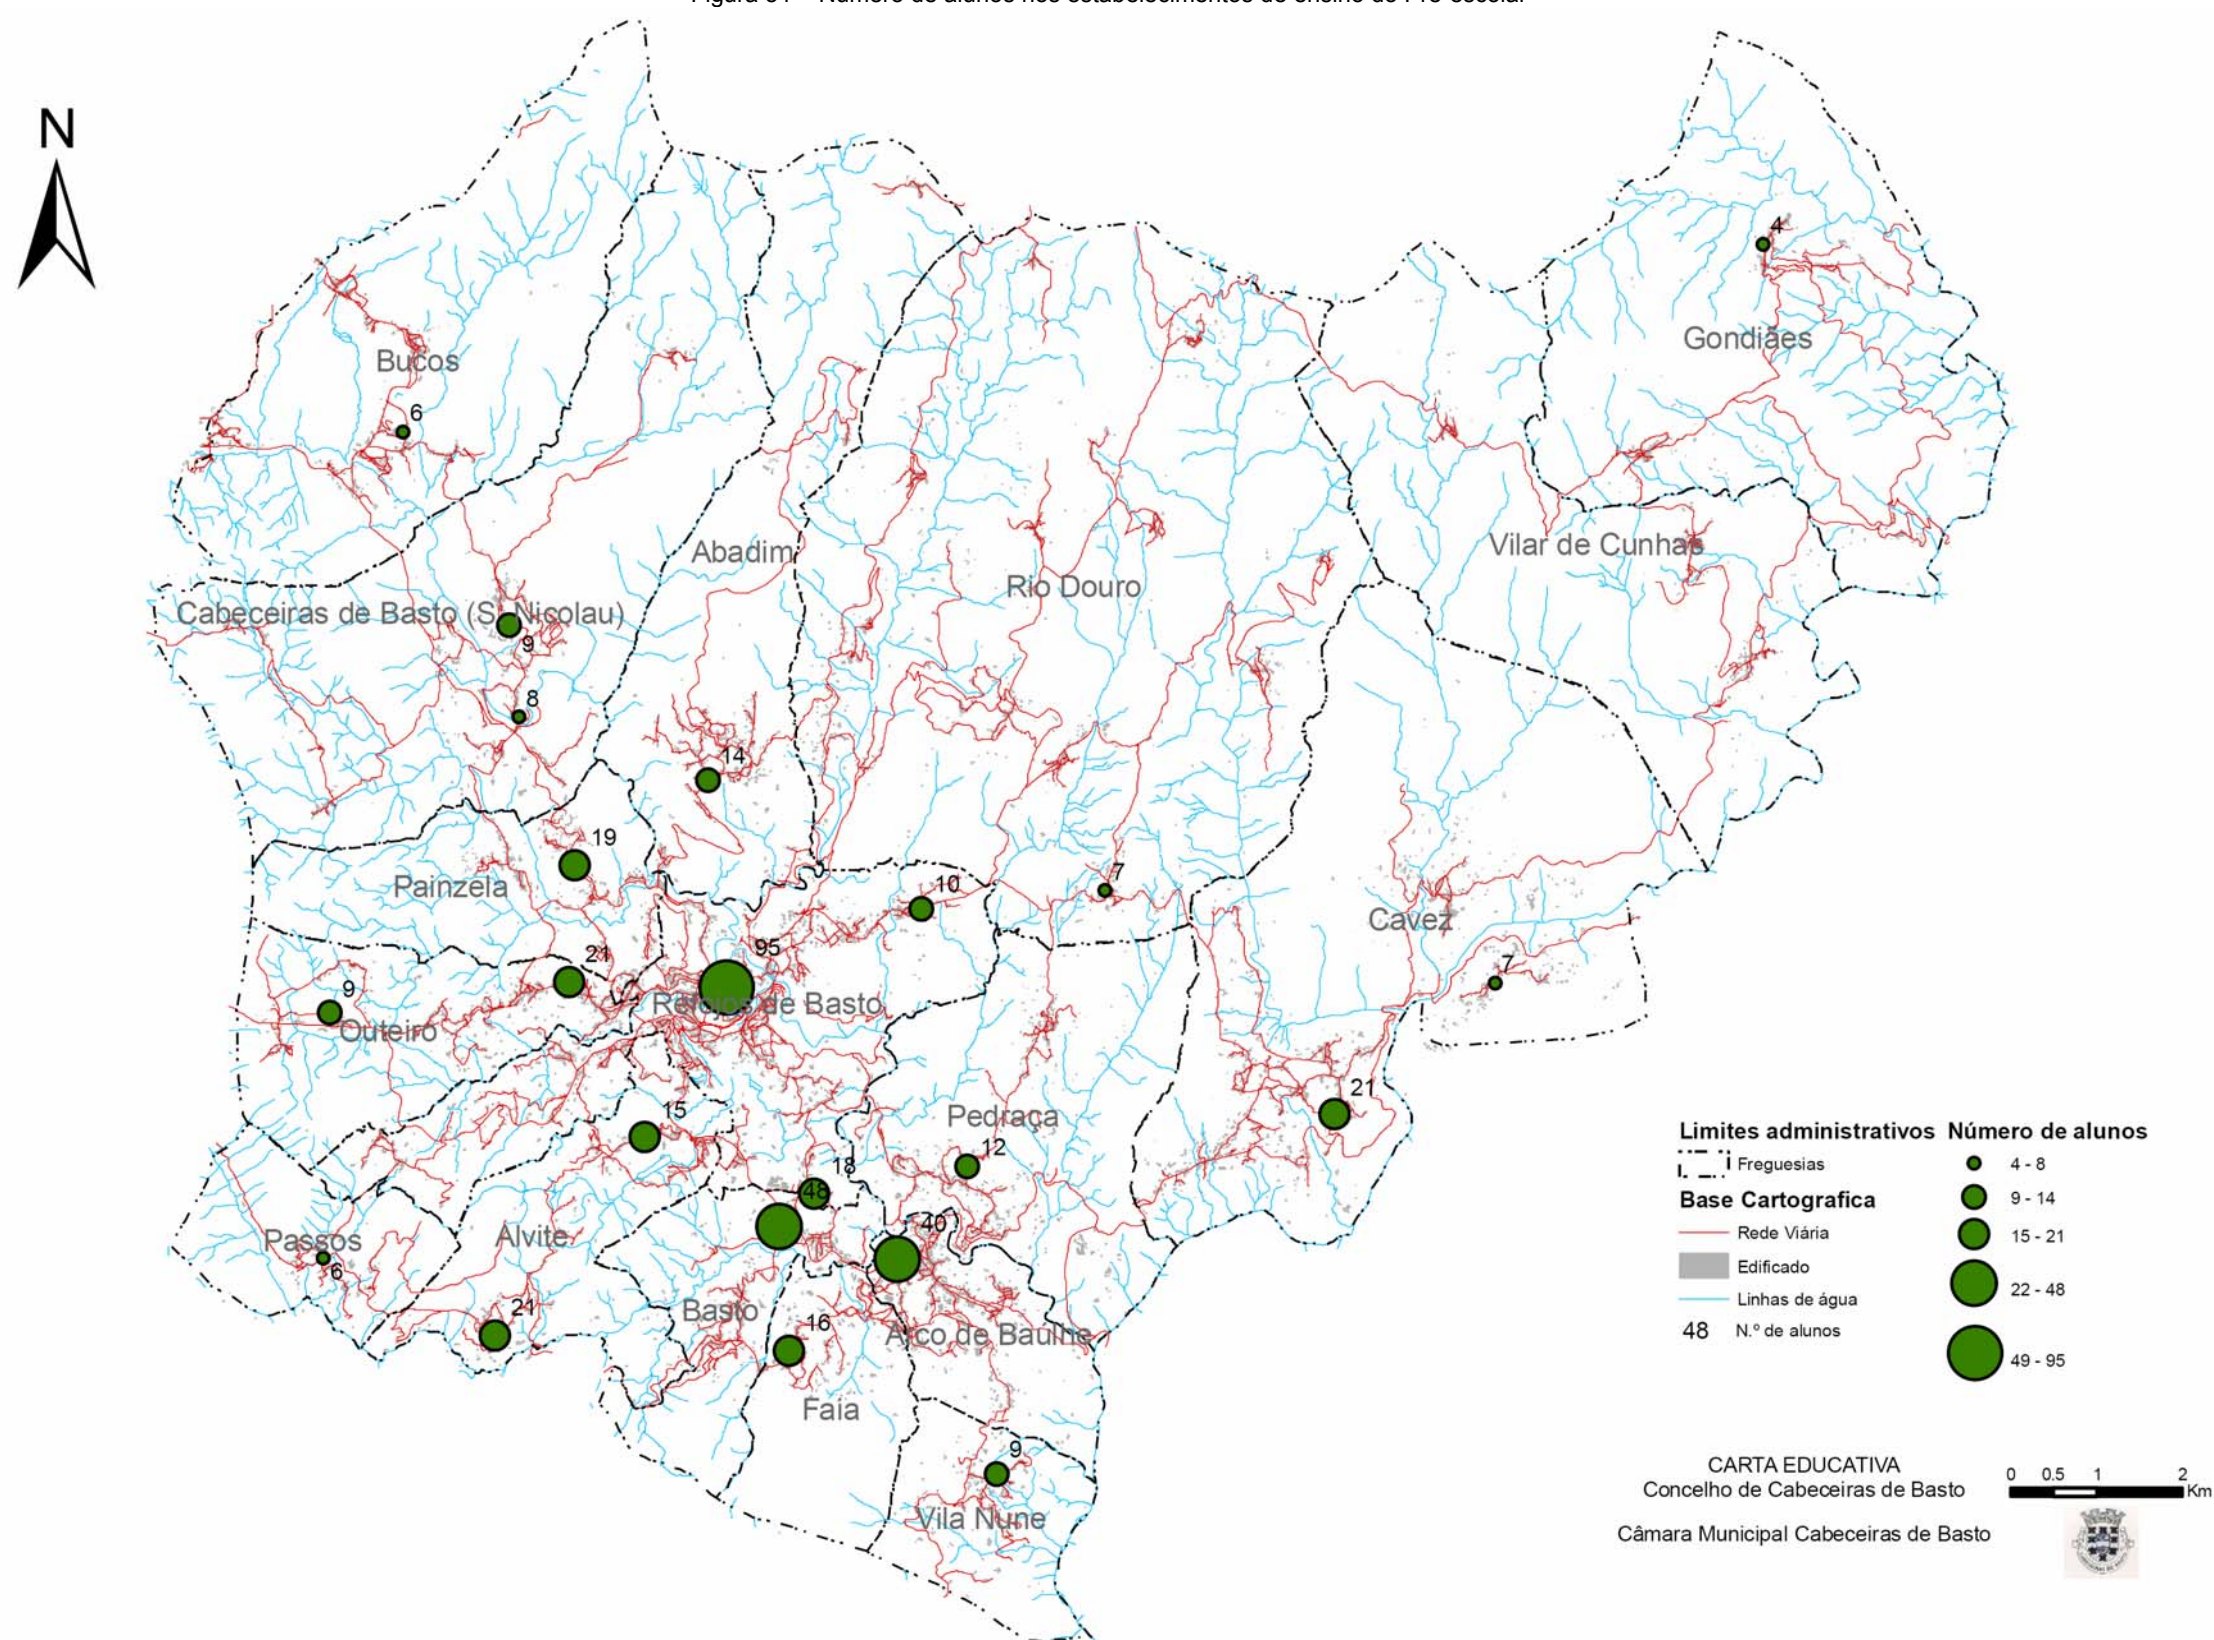 N
4
Gondiães
Bucos
6
Abadim
Vilar de Cunhas
Rio Douro
Cabeceiras de Basto (S. Nicolau)
9
8
14
19
Painzela
10
7
Cavez
21
95
7
9
Refojos de Basto
Outeiro
21
15
Pedraça
12
18
48
40
Passos
6
Alvite
21
Basto
16
Arco de Baulhe
Faia
9
Vila Nune
Limites administrativos
Freguesias
Base Cartografica
Rede Viária
Edificado
Linhas de água
48 N.º de alunos
Número de alunos
4 - 8
9 - 14
15 - 21
22 - 48
49 - 95
CARTA EDUCATIVA
Concelho de Cabeceiras de Basto
Câmara Municipal Cabeceiras de Basto
0 0.5 1 2
Km